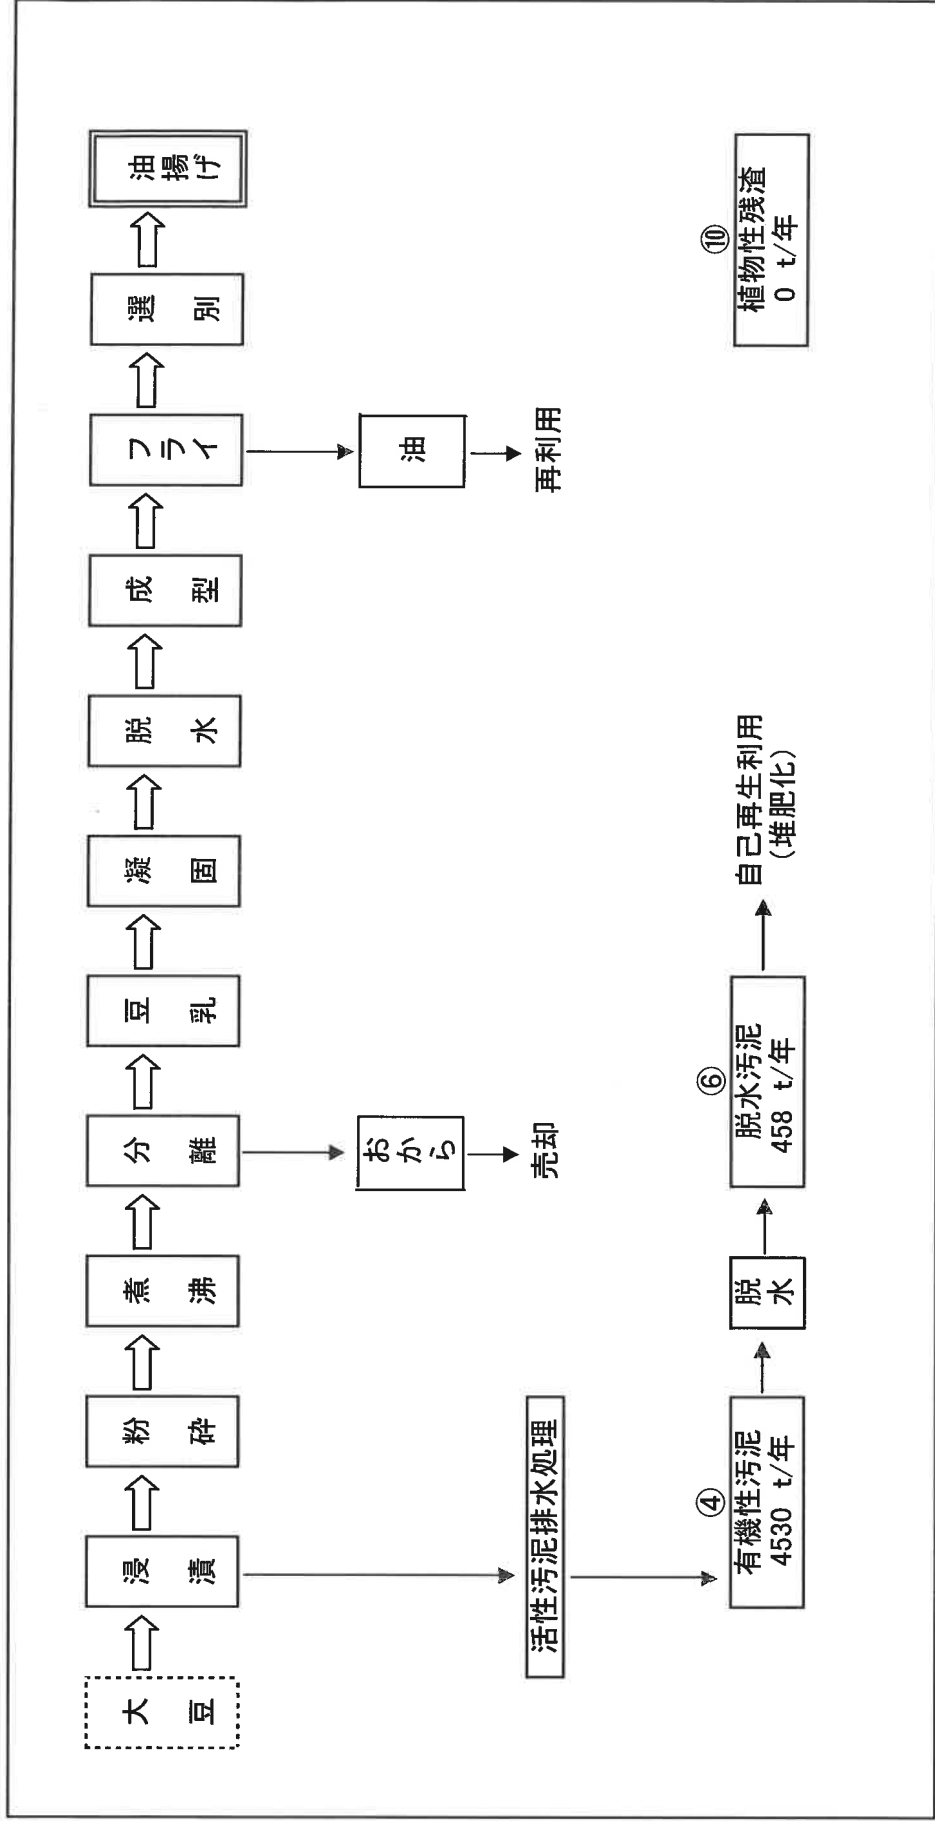 大豆
浸漬
粉砕
煮沸
分離
豆乳
凝固
脱水
成型
フライ
選別
油揚げ
おから
売却
油
再利用
活性汚泥排水処理
④
有機性汚泥
4530 t/年
脱水
⑥
脱水汚泥
458 t/年
自己再生利用
(堆肥化)
⑩
植物性残渣
0 t/年